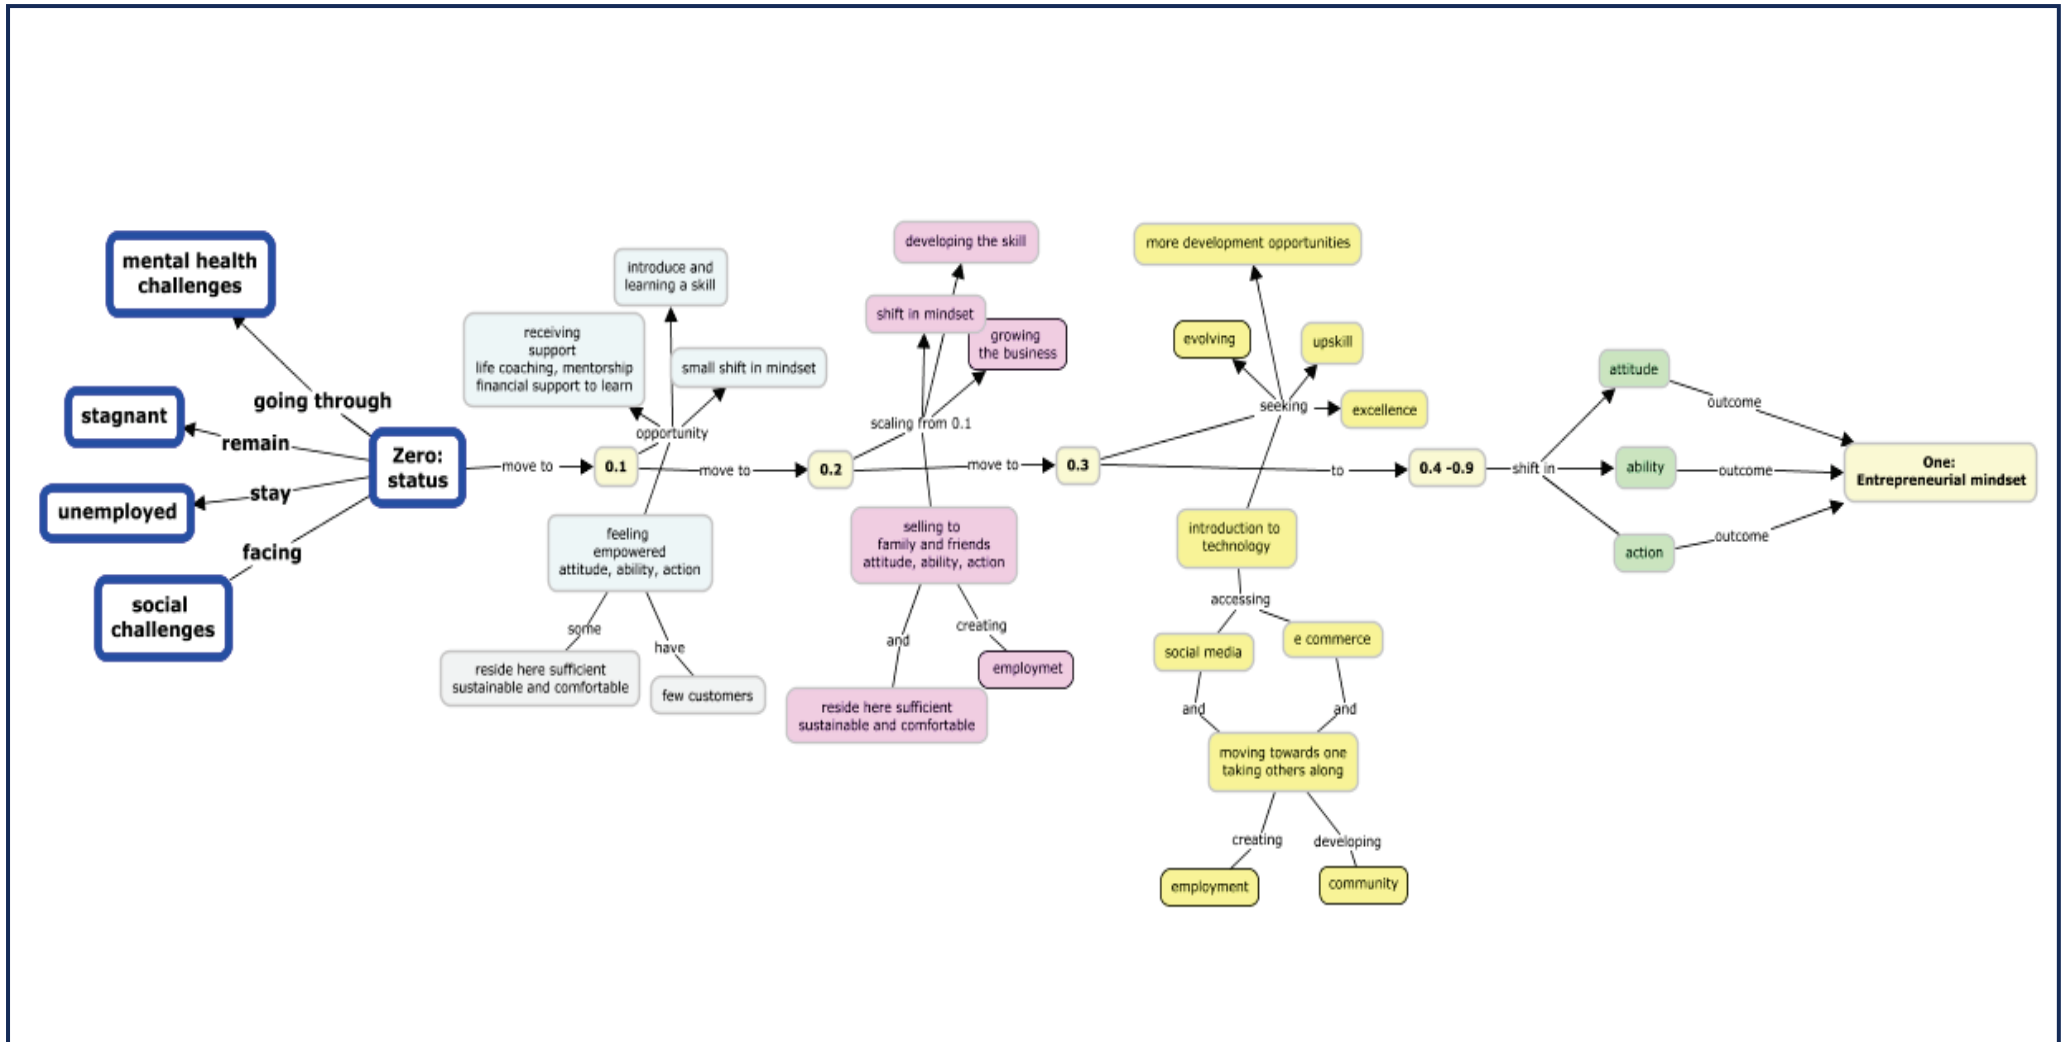 mental health
challenges
going through
stagnant
remain
Zero:
status
stay
unemployed
facing
social
challenges
move to
0.1
introduce and
learning a skill
receiving
support
life coaching, mentorship
financial support to learn
small shift in mindset
opportunity
feeling
empowered
attitude, ability, action
some
have
reside here sufficient
sustainable and comfortable
few customers
move to
0.2
developing the skill
shift in mindset
growing
the business
scaling from 0.1
selling to
family and friends
attitude, ability, action
and
creating
employmet
reside here sufficient
sustainable and comfortable
move to
0.3
more development opportunities
evolving
upskill
seeking
excellence
introduction to
technology
accessing
social media
e commerce
and
and
moving towards one
taking others along
creating
developing
employment
community
to
0.4 -0.9
shift in
attitude
ability
action
outcome
outcome
outcome
One:
Entrepreneurial mindset